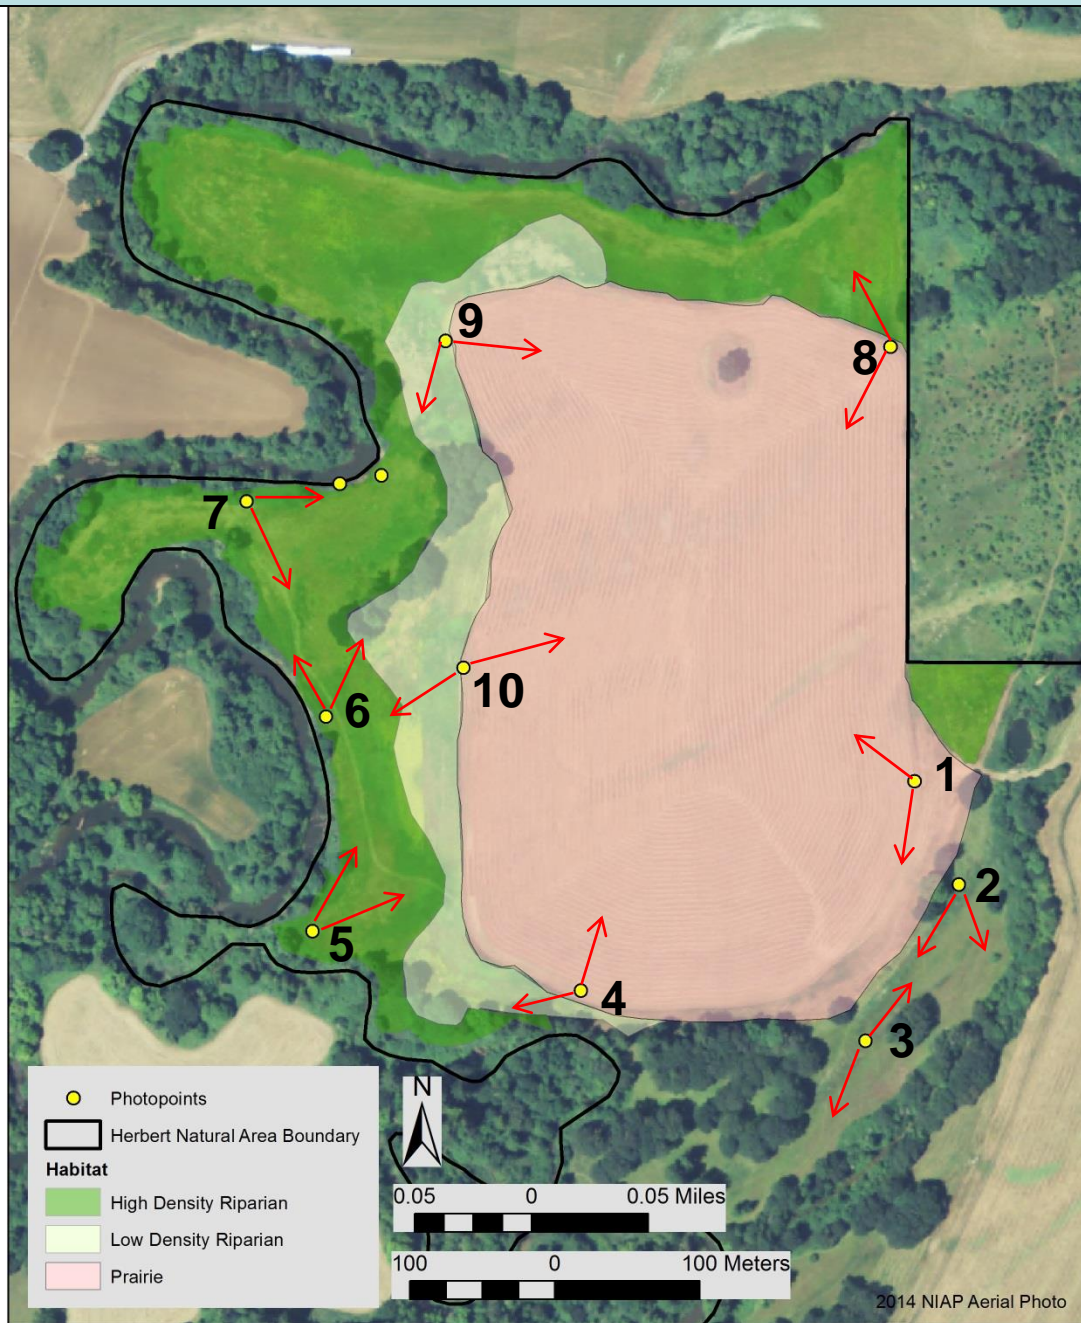 9
8
7
10
6
1
2
5
4
3
N
Photopoints
Herbert Natural Area Boundary
Habitat
High Density Riparian
Low Density Riparian
Prairie
0.05 0 0.05 Miles
100 0 100 Meters
2014 NIAP Aerial Photo